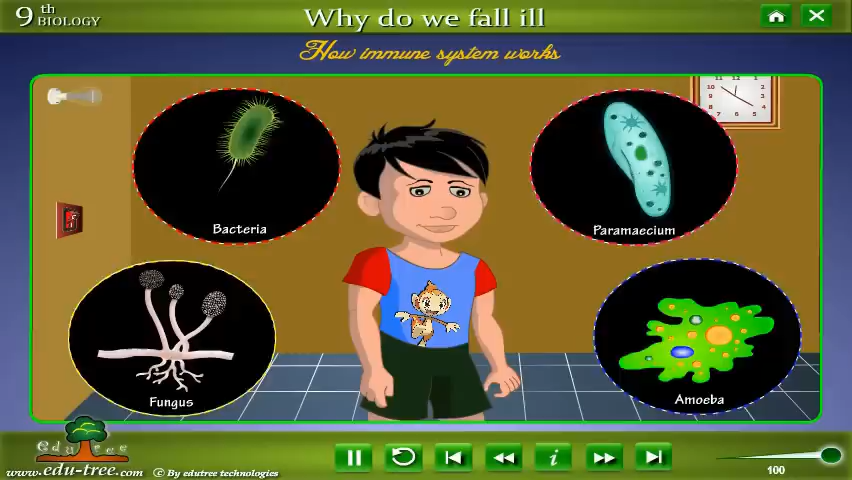 9th BIOLOGY
Why do we fall ill
How immune system works
Bacteria
Paramaecium
Fungus
Amoeba
Edutree
www.edu-tree.com
© By edutree technologies
i
100